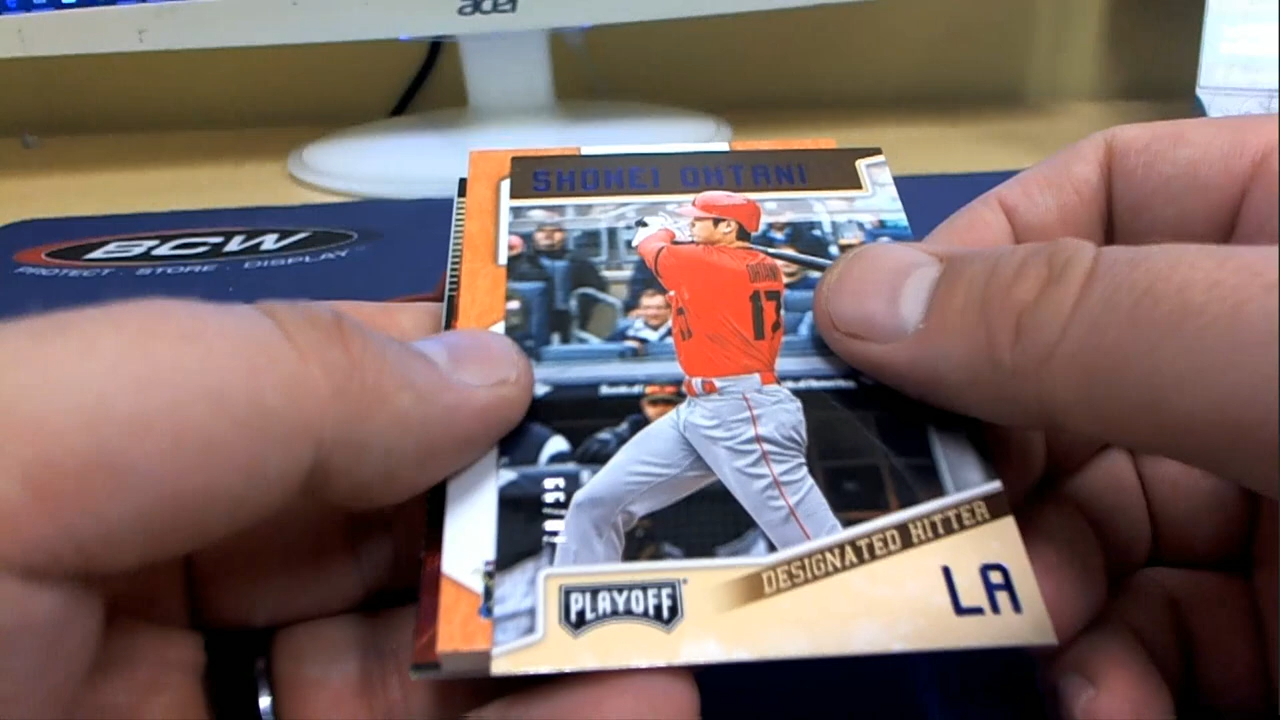 acer
BCW
PROTECT · STORE · DISPLAY
SHOHEI OHTANI
OHTANI
17
DESIGNATED HITTER
PLAYOFF
LA